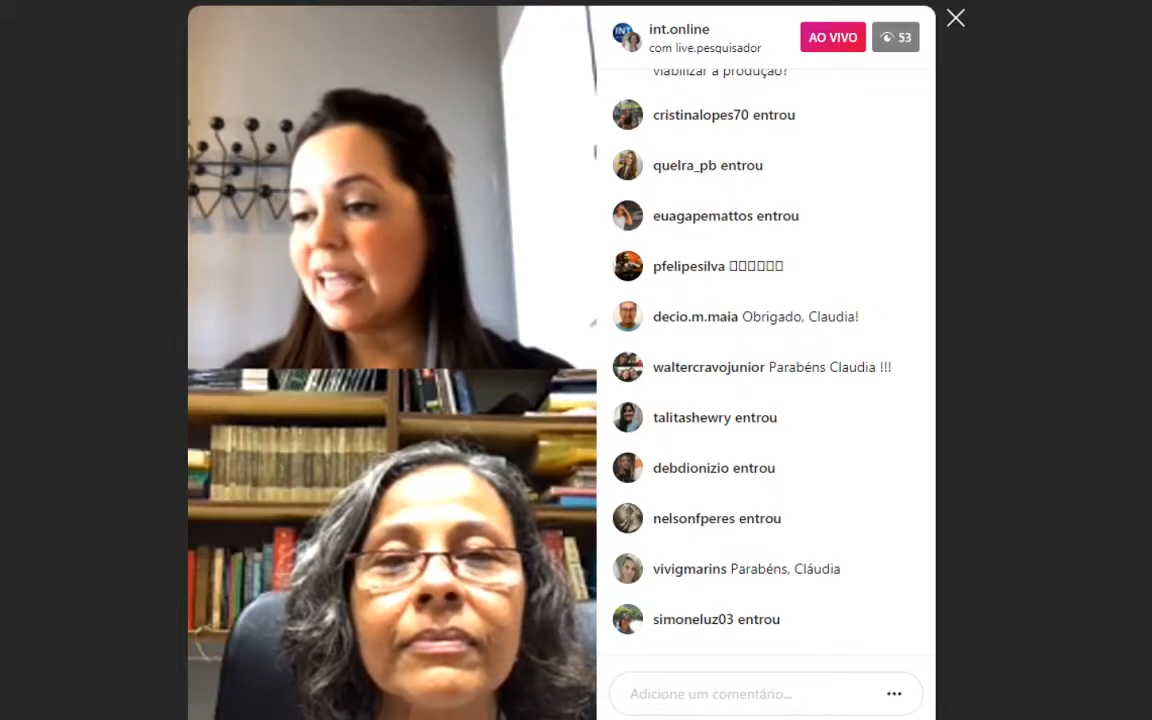 INT
int.online
com live.pesquisador
AO VIVO
53
viabilizar a produção?
cristinalopes70 entrou
quelra_pb entrou
euagapemattos entrou
pfelipesilva
decio.m.maia Obrigado, Claudia!
waltercravojunior Parabéns Claudia !!!
talitashewry entrou
debdionizio entrou
nelsonfperes entrou
vivigmarins Parabéns, Cláudia
simoneluz03 entrou
Adicione um comentário...